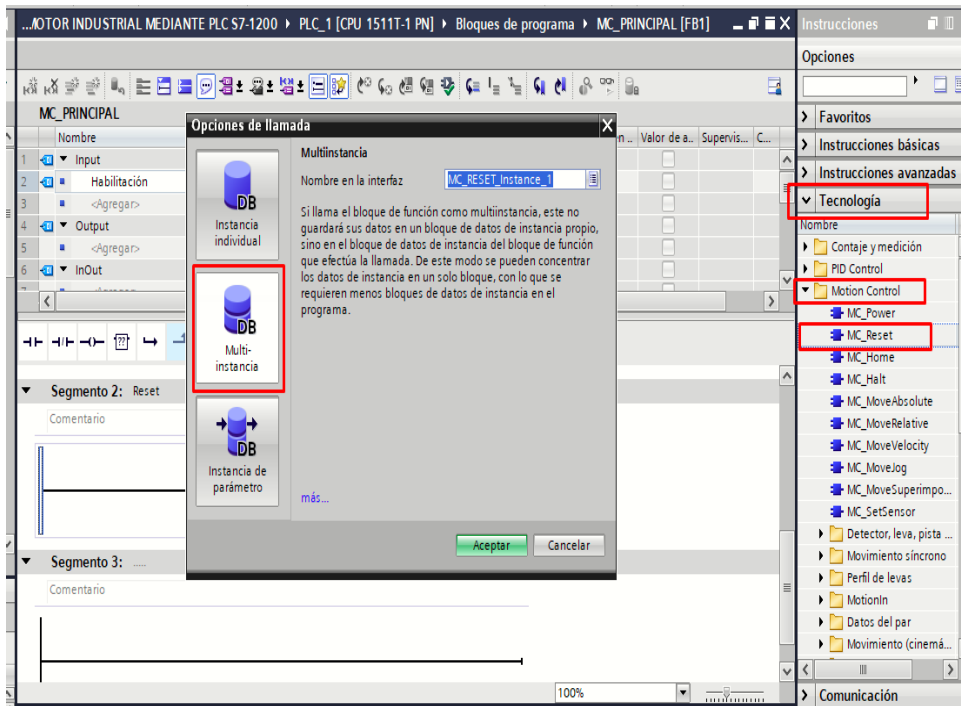 ...MOTOR INDUSTRIAL MEDIANTE PLC S7-1200 ▸ PLC_1 [CPU 1511T-1 PN] ▸ Bloques de programa ▸ MC_PRINCIPAL [FB1]
MC_PRINCIPAL
Nombre
Valor de a..
Supervis...
C...
1 Input
2 Habilitación
3 <Agregar>
4 Output
5 <Agregar>
6 InOut
Opciones de llamada
DB
Instancia individual
DB
Multi-
instancia
DB
Instancia de
parámetro
Multiinstancia
Nombre en la interfaz MC_RESET_Instance_1
Si llama el bloque de función como multiinstancia, este no
guardará sus datos en un bloque de datos de instancia propio,
sino en el bloque de datos de instancia del bloque de función
que efectúa la llamada. De este modo se pueden concentrar
los datos de instancia en un solo bloque, con lo que se
requieren menos bloques de datos de instancia en el
programa.
más...
Aceptar
Cancelar
Segmento 2: Reset
Comentario
Segmento 3: .....
Comentario
100%
Instrucciones
Opciones
Favoritos
Instrucciones básicas
Instrucciones avanzadas
Tecnología
Nombre
Contaje y medición
PID Control
Motion Control
MC_Power
MC_Reset
MC_Home
MC_Halt
MC_MoveAbsolute
MC_MoveRelative
MC_MoveVelocity
MC_MoveJog
MC_MoveSuperimpo...
MC_SetSensor
Detector, leva, pista ...
Movimiento síncrono
Perfil de levas
MotionIn
Datos del par
Movimiento (cinemá...
Comunicación